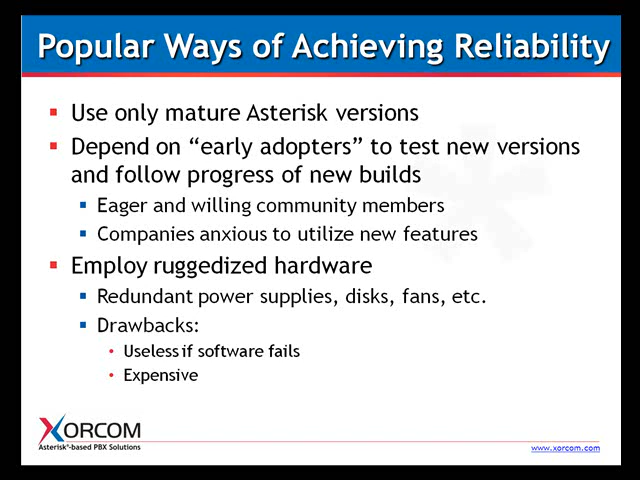 Popular Ways of Achieving Reliability
Use only mature Asterisk versions
Depend on “early adopters” to test new versions
and follow progress of new builds
Eager and willing community members
Companies anxious to utilize new features
Employ ruggedized hardware
Redundant power supplies, disks, fans, etc.
Drawbacks:
Useless if software fails
Expensive
XORCOM
Asterisk®-based PBX Solutions
www.xorcom.com